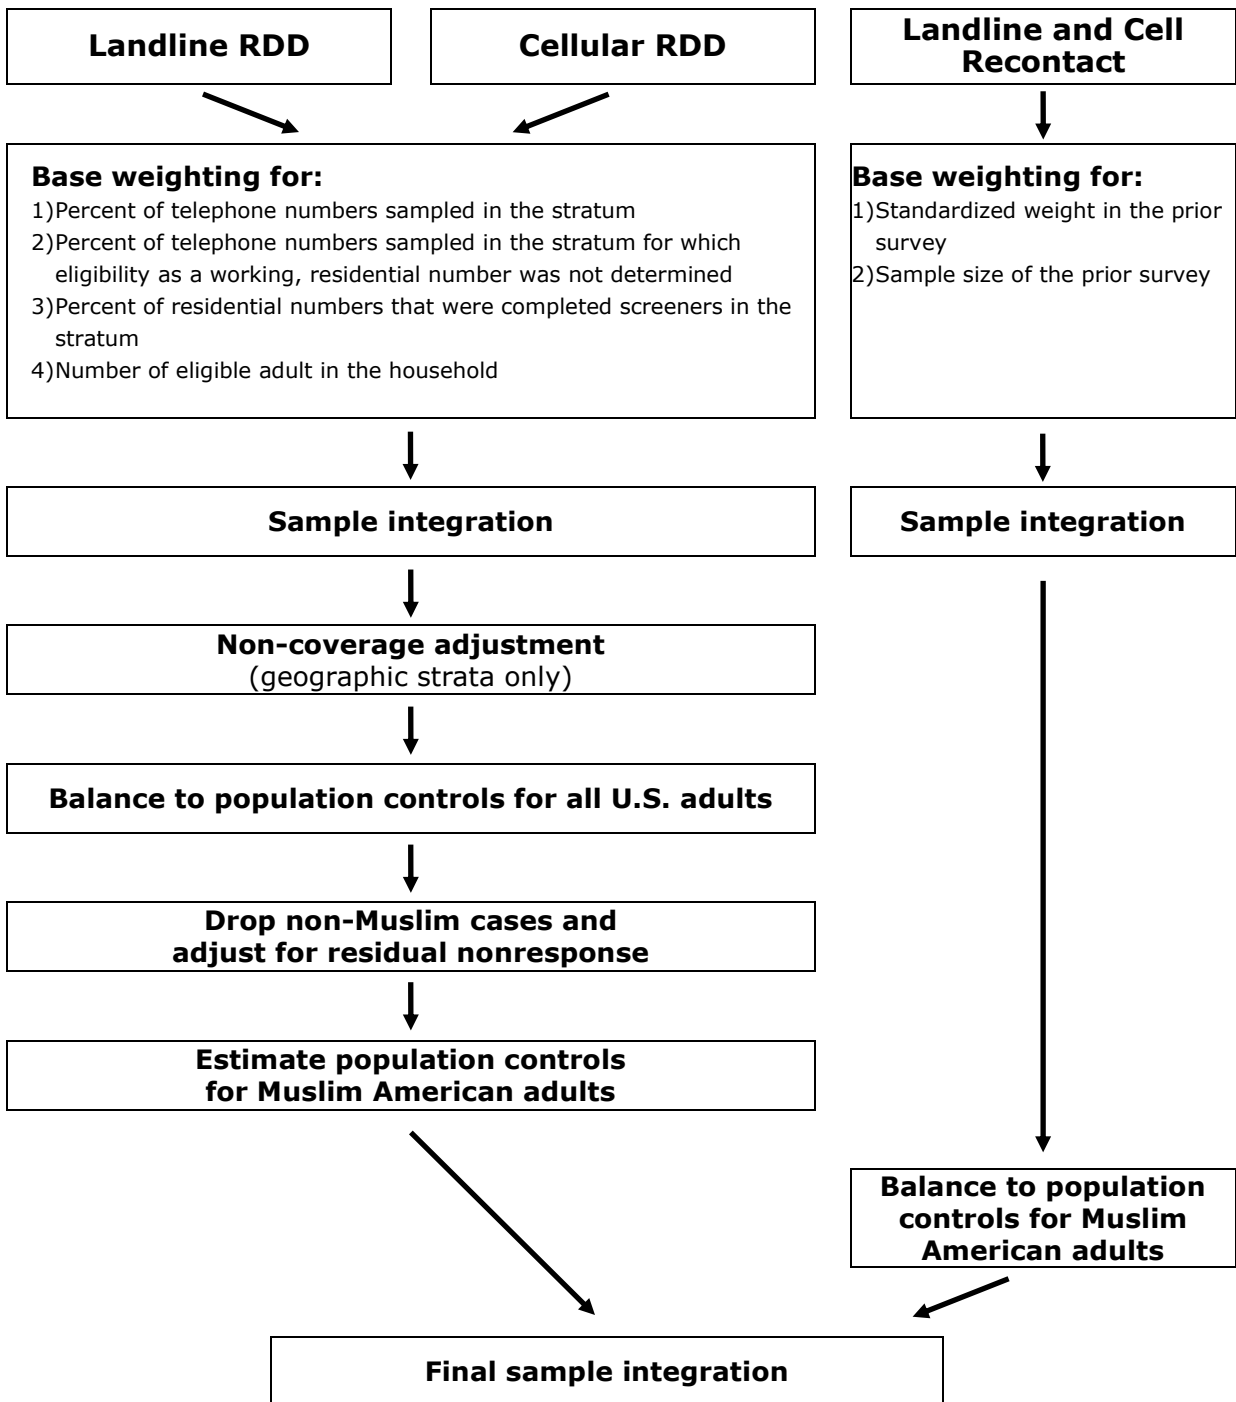 Landline RDD
Cellular RDD
Landline and Cell
Recontact
Base weighting for:
1)Percent of telephone numbers sampled in the stratum
2)Percent of telephone numbers sampled in the stratum for which
eligibility as a working, residential number was not determined
3)Percent of residential numbers that were completed screeners in the
stratum
4)Number of eligible adult in the household
Base weighting for:
1)Standardized weight in the prior
survey
2)Sample size of the prior survey
Sample integration
Sample integration
Non-coverage adjustment
(geographic strata only)
Balance to population controls for all U.S. adults
Drop non-Muslim cases and
adjust for residual nonresponse
Estimate population controls
for Muslim American adults
Balance to population
controls for Muslim
American adults
Final sample integration